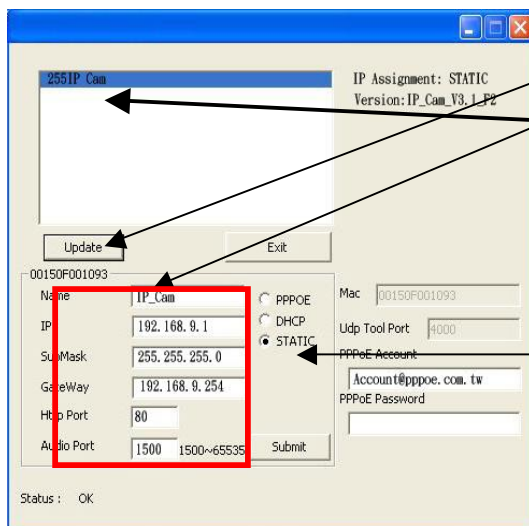 255IP Cam
IP Assignment: STATIC
Version:IP_Cam_V3.1_F2
Update
Exit
00150F001093
Name IP_Cam
IP 192.168.9.1
SubMask 255.255.255.0
GateWay 192.168.9.254
Http Port 80
Audio Port 1500 1500~65535
PPPOE
DHCP
STATIC
Submit
Mac 00150F001093
Udp Tool Port 4000
PPPoE Account
Account@pppoe.com.tw
PPPoE Password
Status : OK